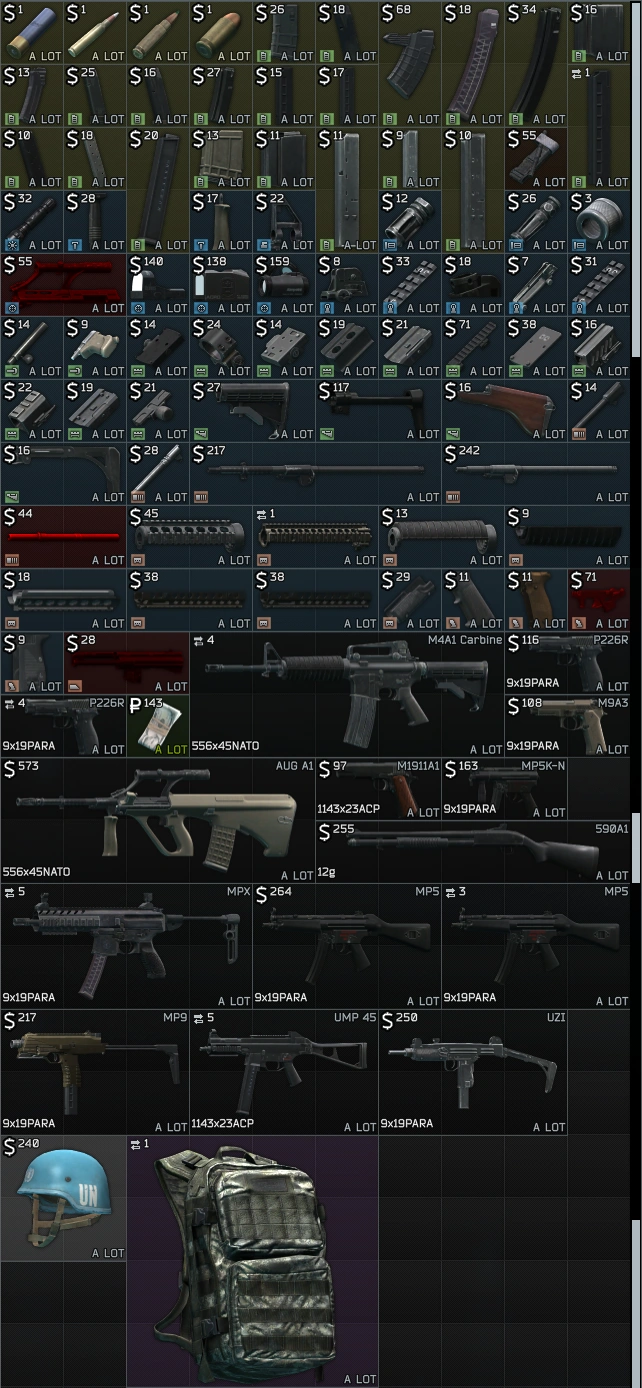 $1 $1 $1 $1 $26 $18 $68 $18 $34 $16
A LOT A LOT A LOT A LOT A LOT A LOT A LOT
$13 $25 $16 $27 $15 $17 1
A LOT A LOT A LOT A LOT A LOT A LOT A LOT A LOT A LOT
$10 $18 $20 $13 $11 $11 $9 $10 $55
A LOT A LOT A LOT A LOT A LOT A LOT A LOT
$32 $28 $17 $22 $12 $26 $3
A LOT A LOT A LOT A LOT A LOT A LOT A LOT A LOT A LOT A LOT
$55 $140 $138 $159 $8 $33 $18 $7 $31
A LOT A LOT A LOT A LOT A LOT A LOT A LOT A LOT A LOT
$14 $9 $14 $24 $14 $19 $21 $71 $38 $16
A LOT A LOT A LOT A LOT A LOT A LOT A LOT A LOT A LOT A LOT
$22 $19 $21 $27 $117 $16 $14
A LOT A LOT A LOT A LOT A LOT A LOT A LOT
$16 $28 $217 $242
A LOT A LOT A LOT A LOT
$44 $45 1 $13 $9
A LOT A LOT A LOT A LOT A LOT
$18 $38 $38 $29 $11 $11 $71
A LOT A LOT A LOT A LOT A LOT A LOT A LOT
$9 $28 4 M4A1 Carbine $116 P226R
A LOT A LOT 9x19PARA A LOT
4 P226R ₽143 $108 M9A3
9x19PARA A LOT A LOT 556x45NATO A LOT 9x19PARA A LOT
$573 AUG A1 $97 M1911A1 $163 MP5K-N
1143x23ACP A LOT 9x19PARA A LOT
$255 590A1
556x45NATO A LOT 12g A LOT
5 MPX $264 MP5 3 MP5
9x19PARA A LOT 9x19PARA A LOT 9x19PARA A LOT
$217 MP9 5 UMP 45 $250 UZI
9x19PARA A LOT 1143x23ACP A LOT 9x19PARA A LOT
$240 1
UN
A LOT
A LOT